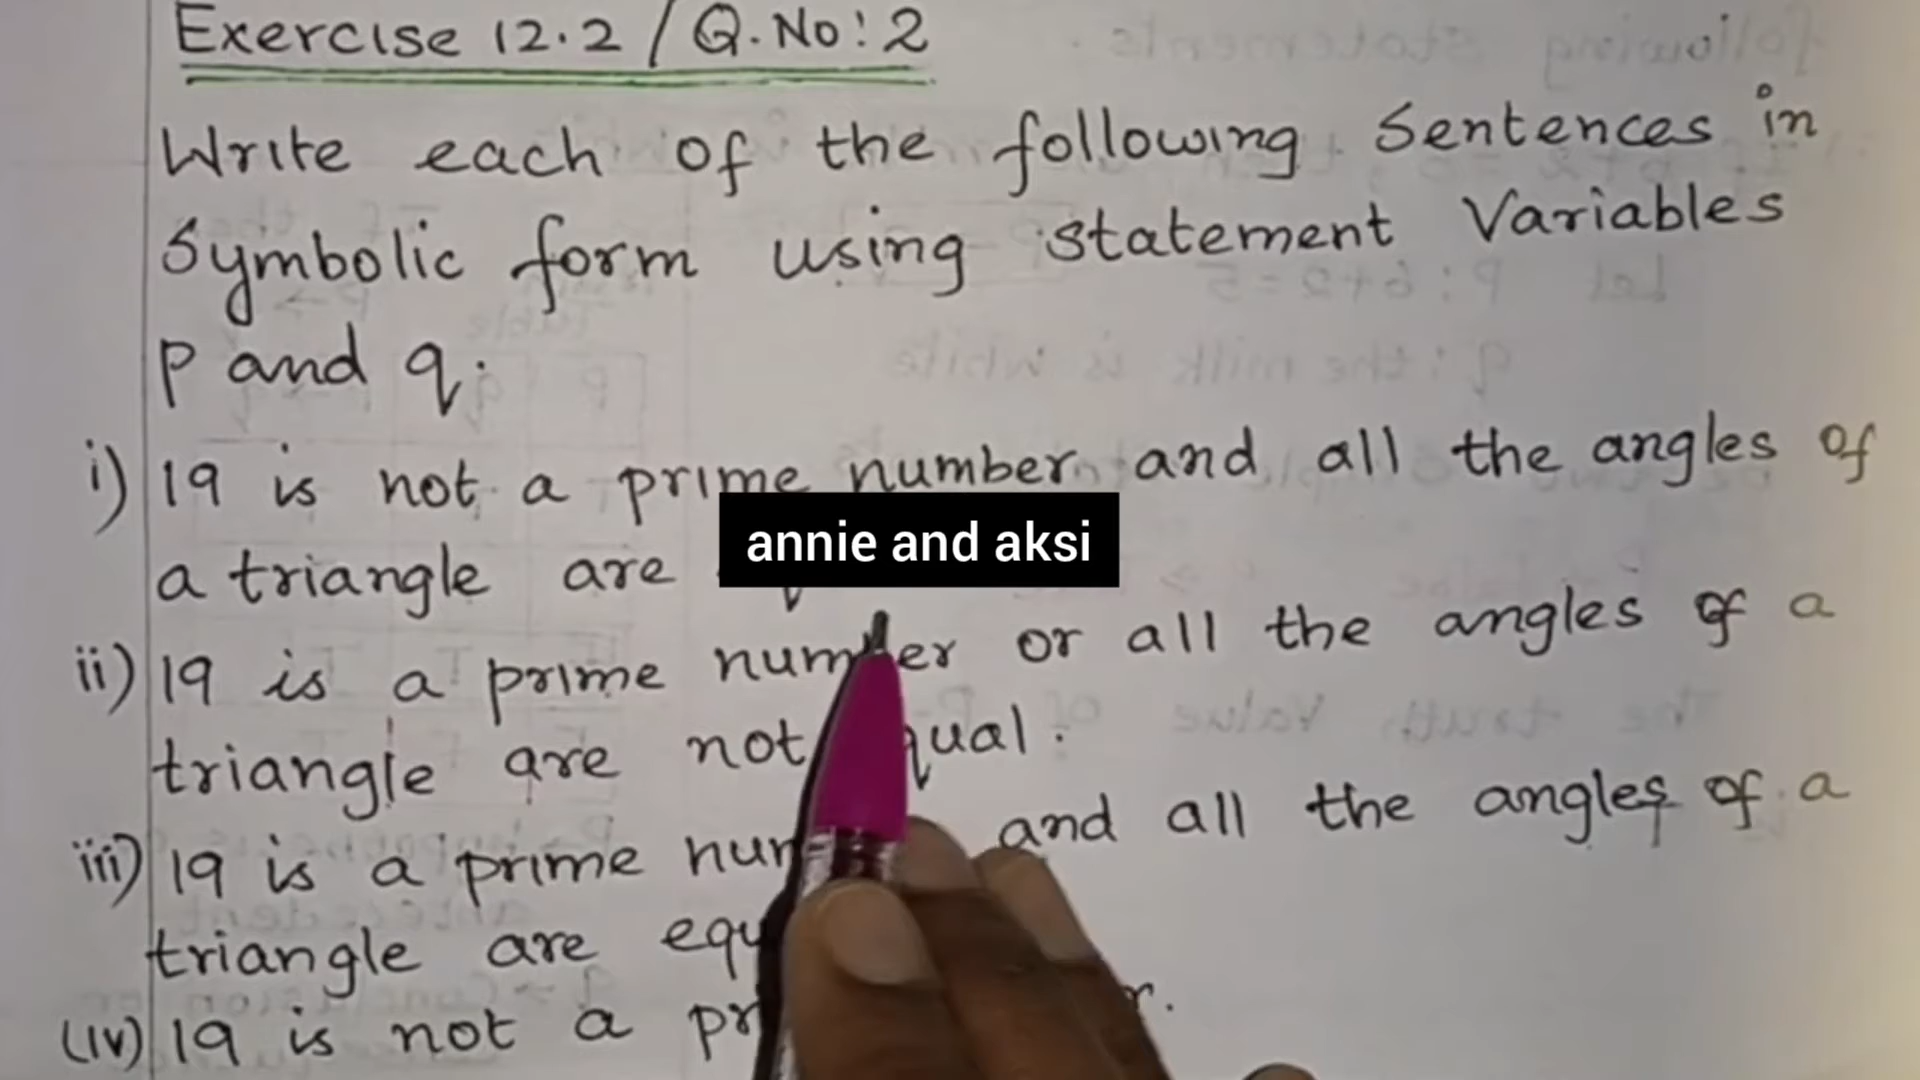 Exercise 12.2 / Q.No: 2
Write each of the following Sentences in
Symbolic form using statement Variables
P and q.
i) 19 is not a prime number and all the angles of
annie and aksi
a triangle are
ii) 19 is a prime number or all the angles of a
triangle are not equal.
iii) 19 is a prime and all the angles of a
triangle are
(iv) 19 is not a